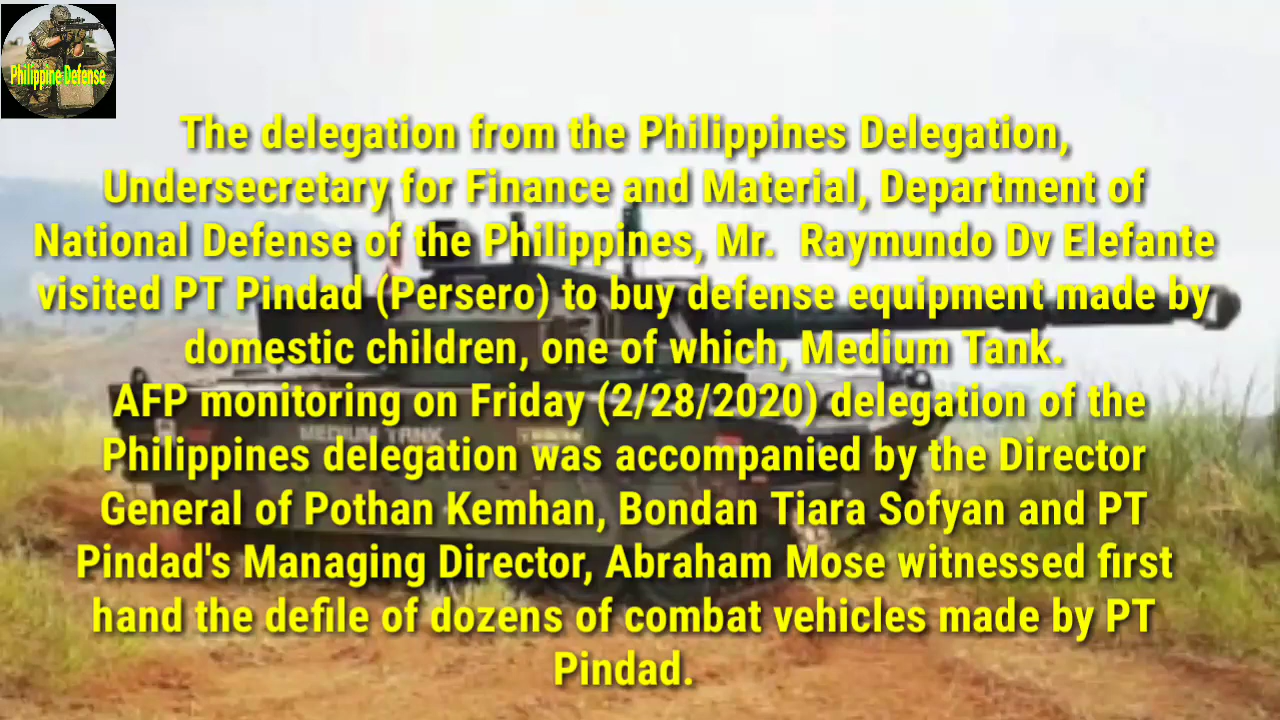 Philippine Defense
The delegation from the Philippines Delegation,
Undersecretary for Finance and Material, Department of
National Defense of the Philippines, Mr. Raymundo Dv Elefante
visited PT Pindad (Persero) to buy defense equipment made by
domestic children, one of which, Medium Tank.
AFP monitoring on Friday (2/28/2020) delegation of the
MEDIUM TANK
Philippines delegation was accompanied by the Director
General of Pothan Kemhan, Bondan Tiara Sofyan and PT
Pindad's Managing Director, Abraham Mose witnessed first
hand the defile of dozens of combat vehicles made by PT
Pindad.